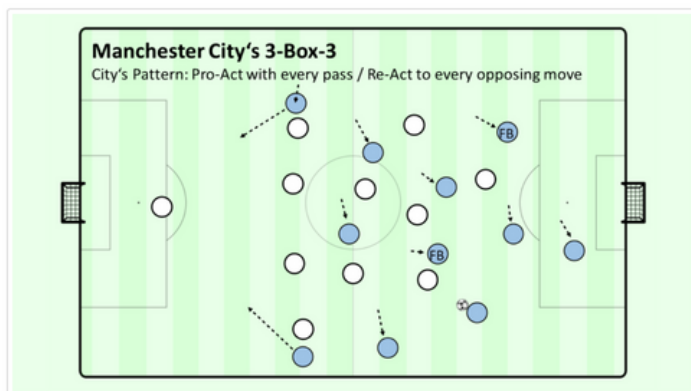 Manchester City‘s 3-Box-3
City‘s Pattern: Pro-Act with every pass / Re-Act to every opposing move
FB
FB